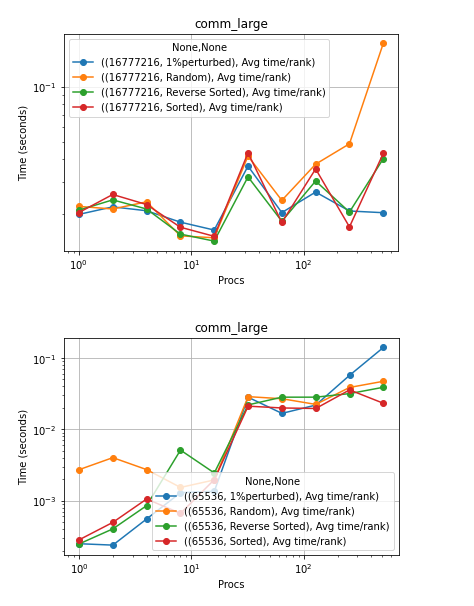 comm_large
None,None
((16777216, 1%perturbed), Avg time/rank)
((16777216, Random), Avg time/rank)
((16777216, Reverse Sorted), Avg time/rank)
((16777216, Sorted), Avg time/rank)
Time (seconds)
10⁻¹
10⁰ 10¹ 10²
Procs
comm_large
Time (seconds)
10⁻¹
10⁻²
10⁻³
None,None
((65536, 1%perturbed), Avg time/rank)
((65536, Random), Avg time/rank)
((65536, Reverse Sorted), Avg time/rank)
((65536, Sorted), Avg time/rank)
10⁰ 10¹ 10²
Procs